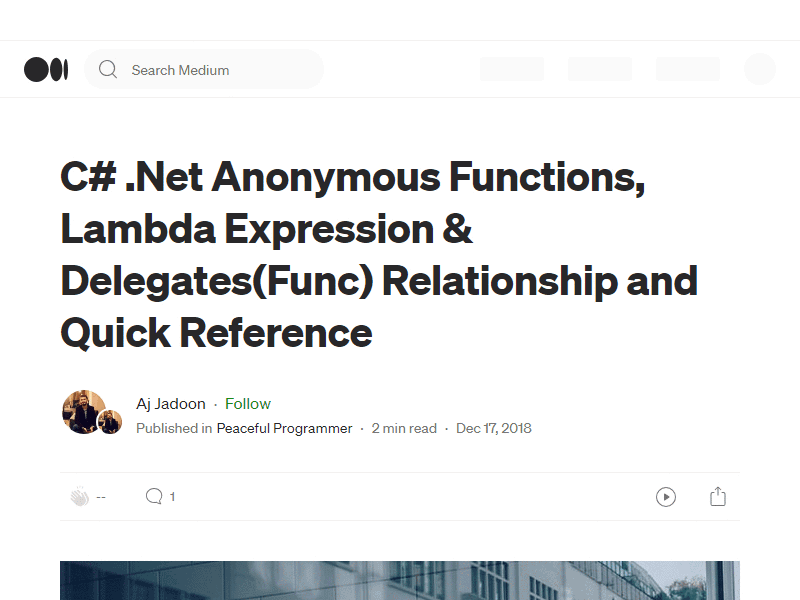 Search Medium
C# .Net Anonymous Functions,
Lambda Expression &
Delegates(Func) Relationship and
Quick Reference
Aj Jadoon · Follow
Published in Peaceful Programmer · 2 min read · Dec 17, 2018
-- 1